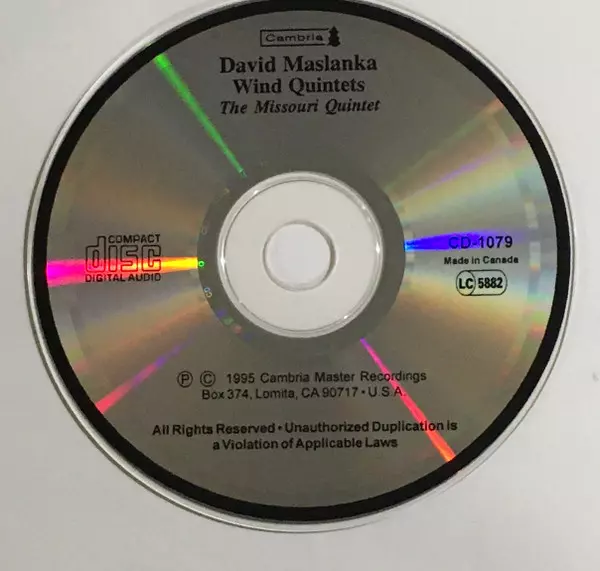 Cambria
David Maslanka
Wind Quintets
The Missouri Quintet
COMPACT
disc
DIGITAL AUDIO
CD-1079
Made in Canada
LC 5882
Ⓟ © 1995 Cambria Master Recordings
Box 374, Lomita, CA 90717 • U.S.A.
All Rights Reserved • Unauthorized Duplication is
a Violation of Applicable Laws